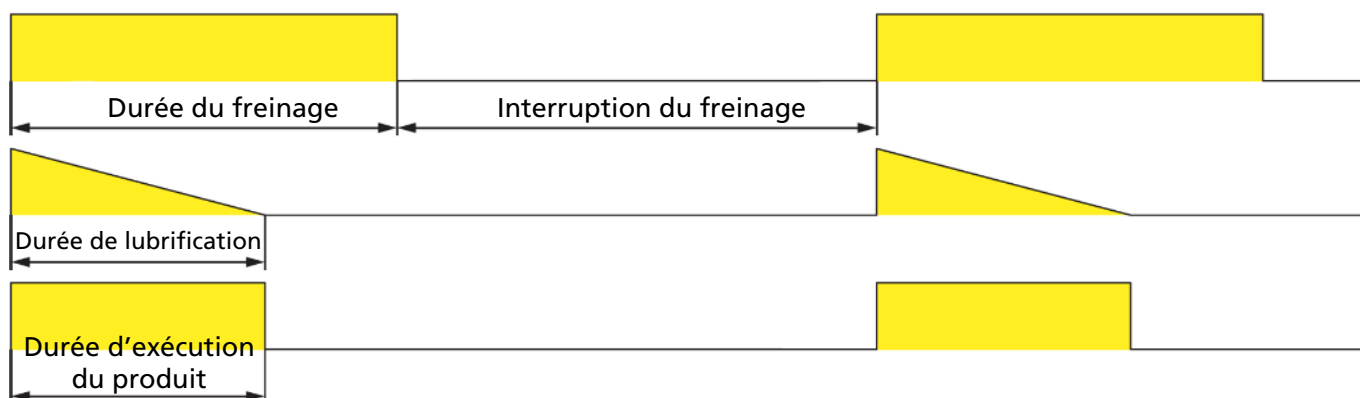 Durée du freinage
Interruption du freinage
Durée de lubrification
Durée d’exécution
du produit